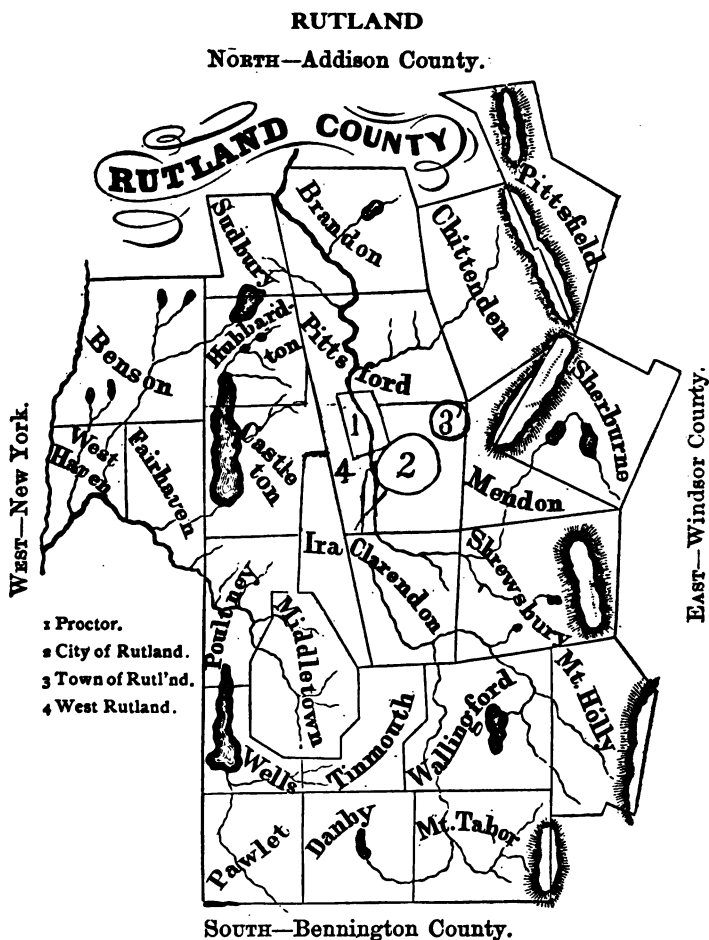 RUTLAND
NORTH—Addison County.
RUTLAND COUNTY
Pittsfield
Brandon
Sudbury
Chittenden
Hubbard-
ton
Pitts ford
Benson
Sherburne
1
3
West
Haven
Fairhaven
Castle
ton
4
2
Mendon
WEST—New York.
EAST—Windsor County.
Ira
Clarendon
Shrewsbury
Poultney
Middletown
1 Proctor.
2 City of Rutland.
3 Town of Rutl'nd.
4 West Rutland.
Mt. Holly
Wells
Tinmouth
Wallingford
Pawlet
Danby
Mt. Tabor
SOUTH—Bennington County.